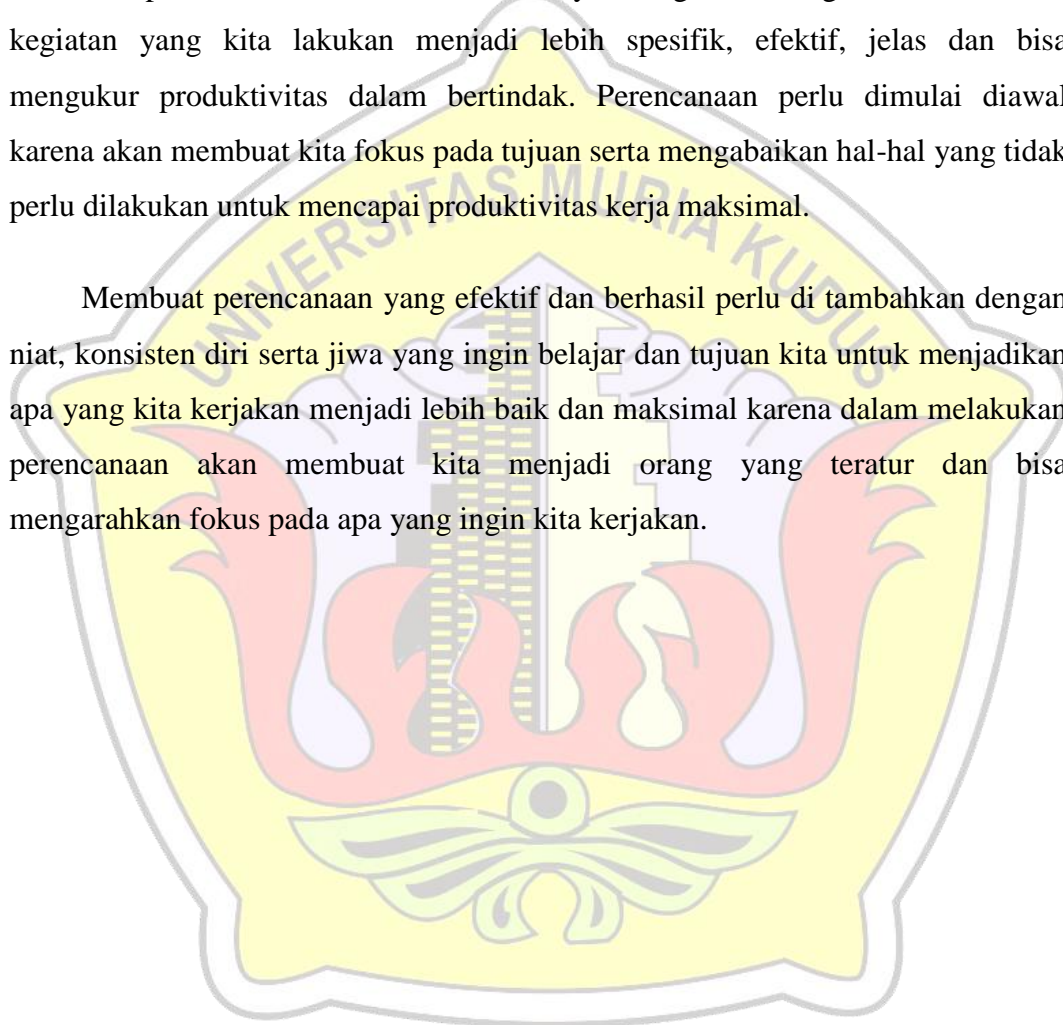 kegiatan yang kita lakukan menjadi lebih spesifik, efektif, jelas dan bisa
mengukur produktivitas dalam bertindak. Perencanaan perlu dimulai diawal
karena akan membuat kita fokus pada tujuan serta mengabaikan hal-hal yang tidak
perlu dilakukan untuk mencapai produktivitas kerja maksimal.
UNIVERSITAS MURIA KUDUS
Membuat perencanaan yang efektif dan berhasil perlu di tambahkan dengan
niat, konsisten diri serta jiwa yang ingin belajar dan tujuan kita untuk menjadikan
apa yang kita kerjakan menjadi lebih baik dan maksimal karena dalam melakukan
perencanaan akan membuat kita menjadi orang yang teratur dan bisa
mengarahkan fokus pada apa yang ingin kita kerjakan.